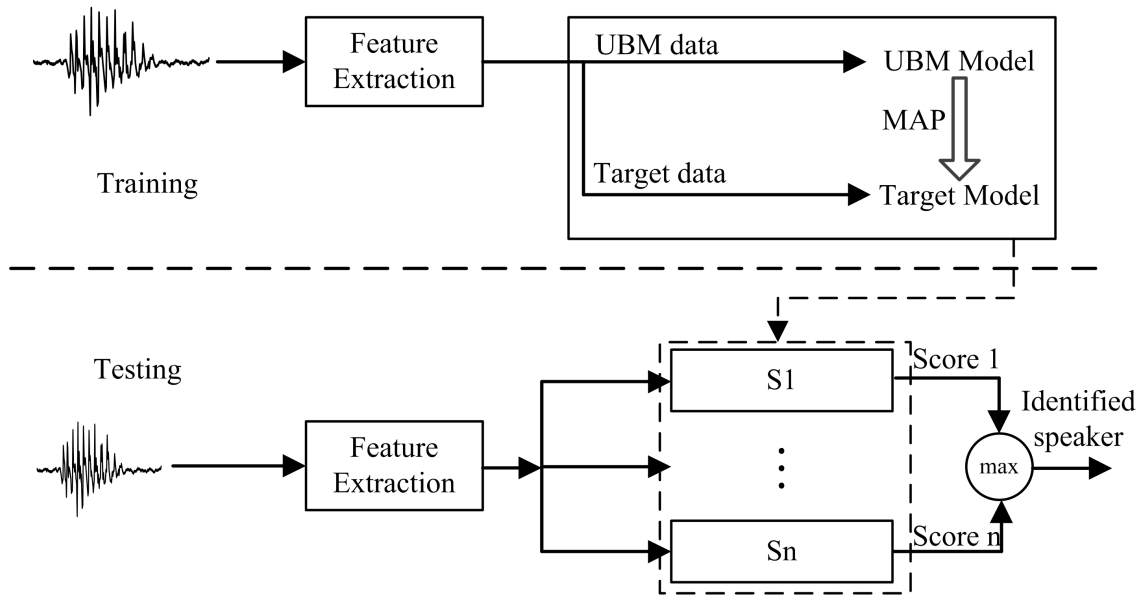 Feature
Extraction
UBM data
UBM Model
MAP
Training
Target data
Target Model
Testing
S1
Score 1
Identified
speaker
Feature
Extraction
max
Sn
Score n